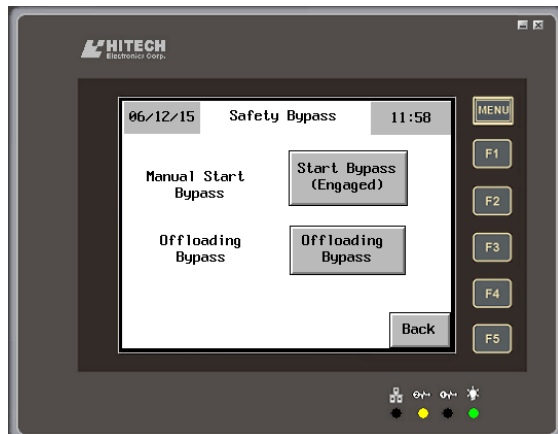 HITECH
Electronics Corp.
06/12/15 Safety Bypass 11:58
MENU
F1
Manual Start
Bypass
Start Bypass
(Engaged)
F2
Offloading
Bypass
Offloading
Bypass
F3
F4
Back
F5